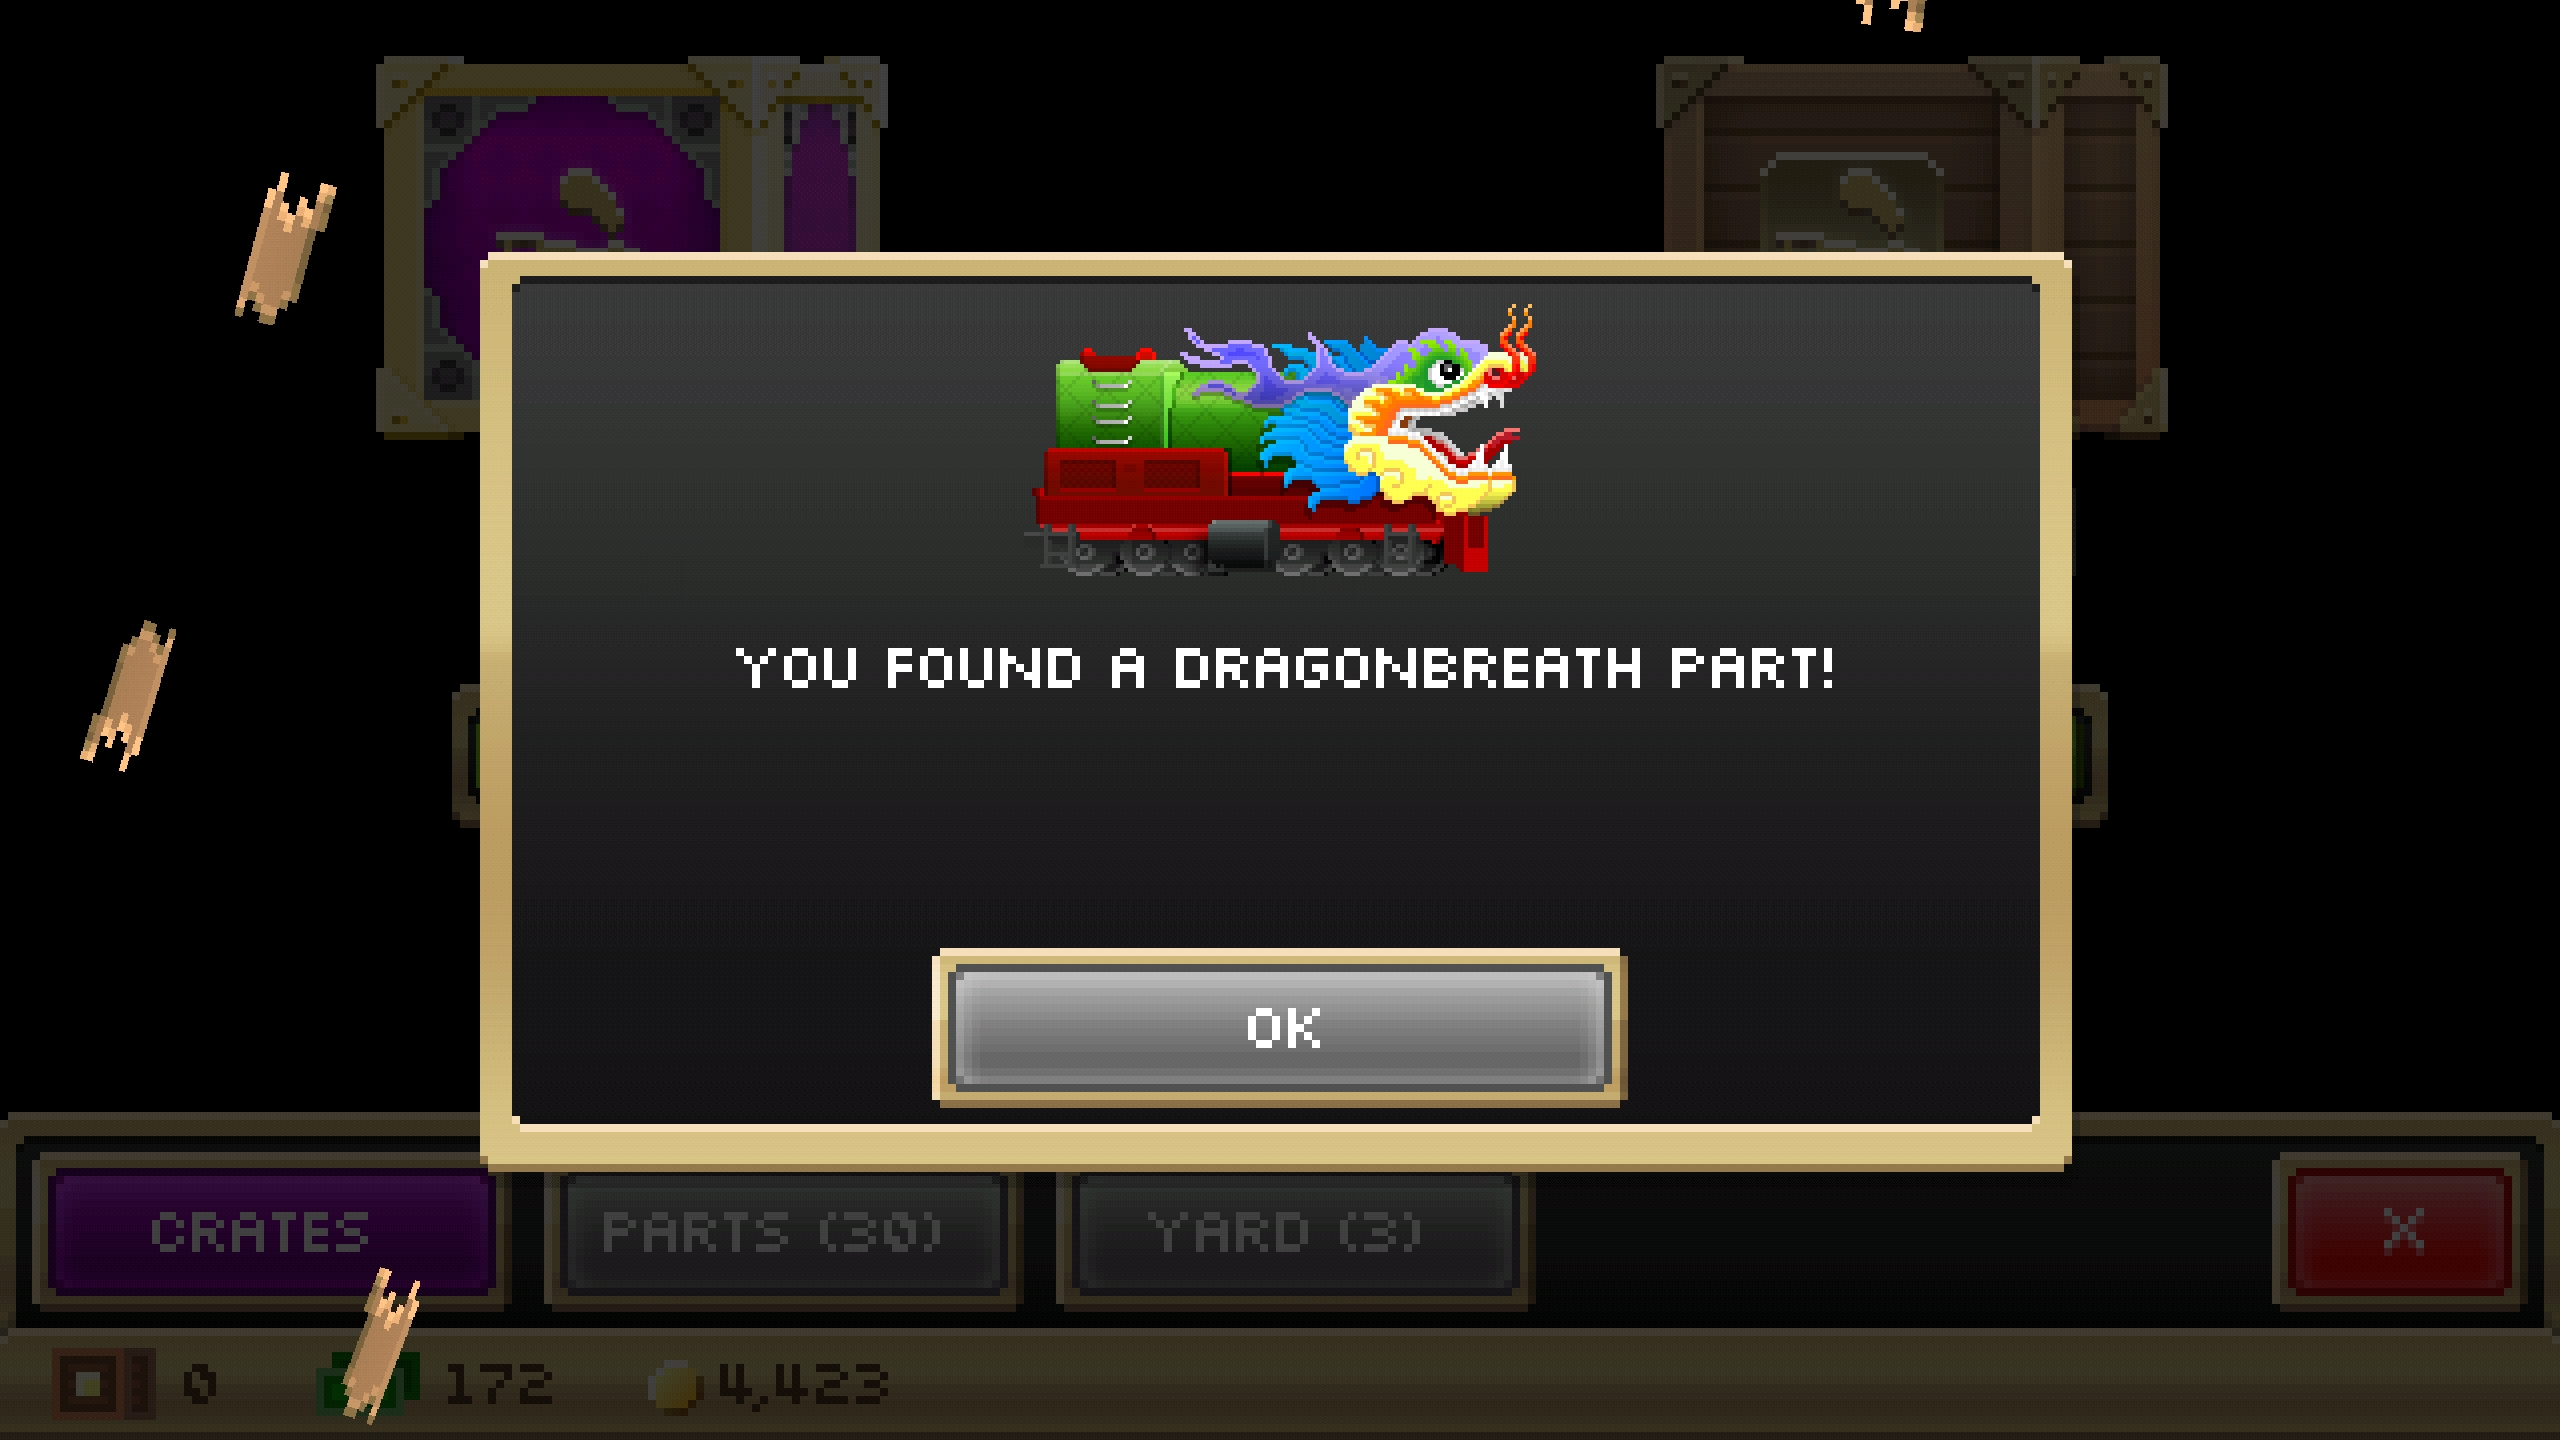 YOU FOUND A DRAGONBREATH PART!
OK
CRATES
PARTS (30)
YARD (3)
X
0
172
4,423